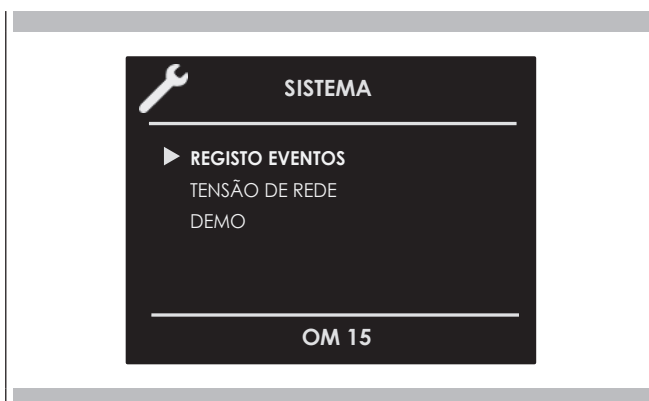 SISTEMA
REGISTO EVENTOS
TENSÃO DE REDE
DEMO
OM 15